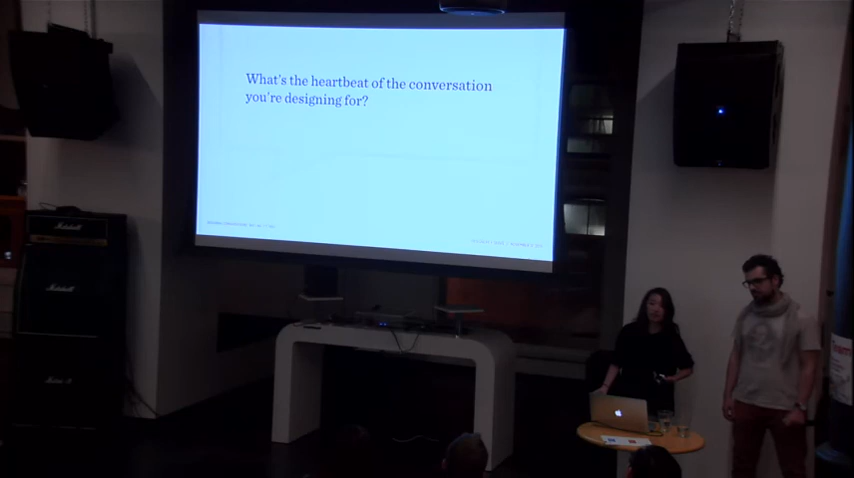 What's the heartbeat of the conversation
you're designing for?
Marshall
Marshall